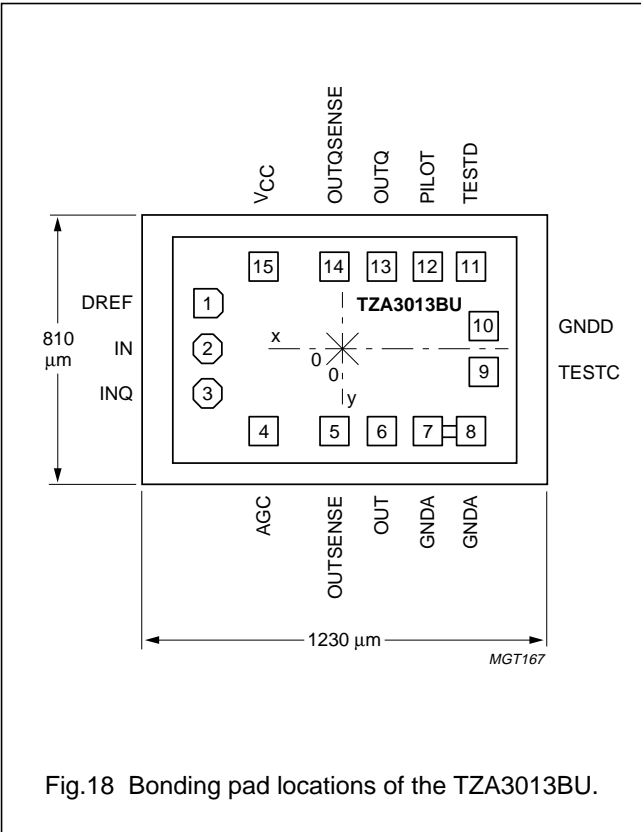 VCC
OUTQSENSE
OUTQ
PILOT
TESTD
15
14
13
12
11
DREF
1
TZA3013BU
10
GNDD
810
µm
IN
2
x
0
0
y
9
TESTC
INQ
3
4
5
6
7
8
AGC
OUTSENSE
OUT
GNDA
GNDA
1230 µm
MGT167
Fig.18 Bonding pad locations of the TZA3013BU.